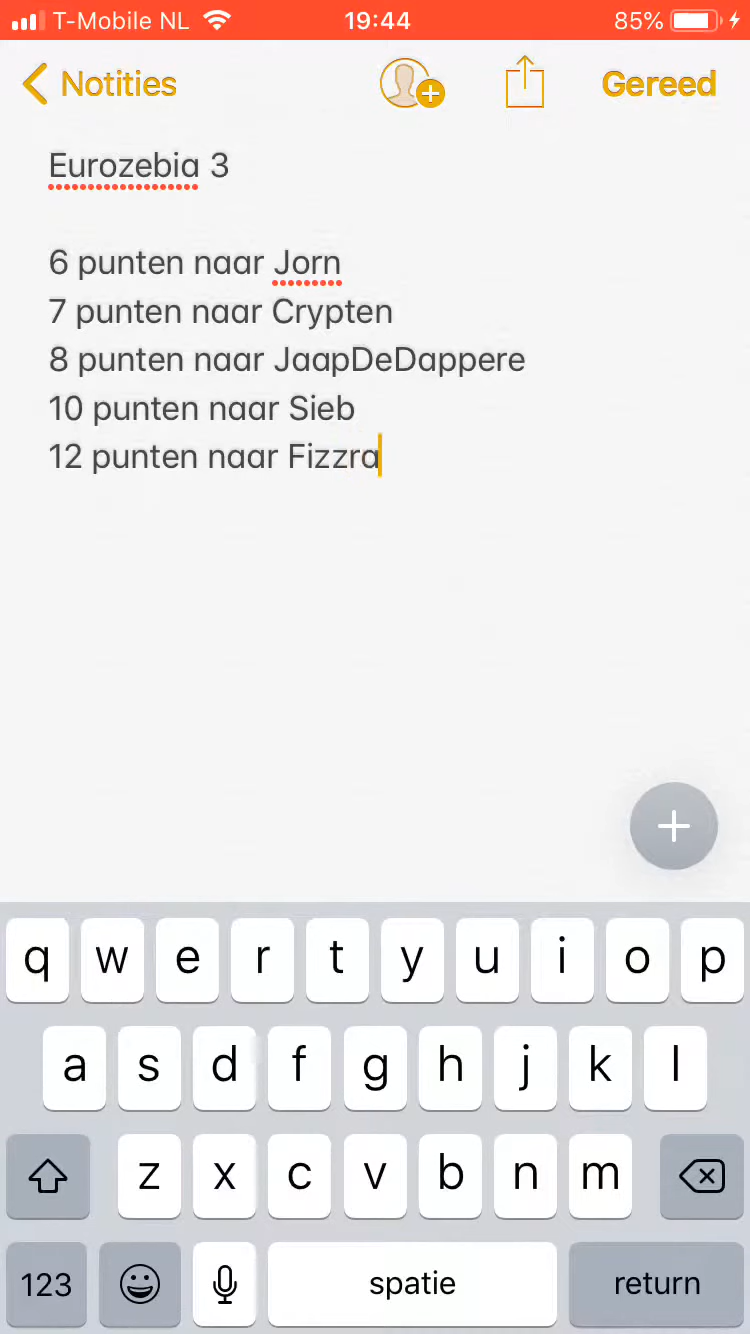 T-Mobile NL 19:44 85%
Notities Gereed
Eurozebia 3
6 punten naar Jorn
7 punten naar Crypten
8 punten naar JaapDeDappere
10 punten naar Sieb
12 punten naar Fizzra
q w e r t y u i o p
a s d f g h j k l
z x c v b n m
123 spatie return